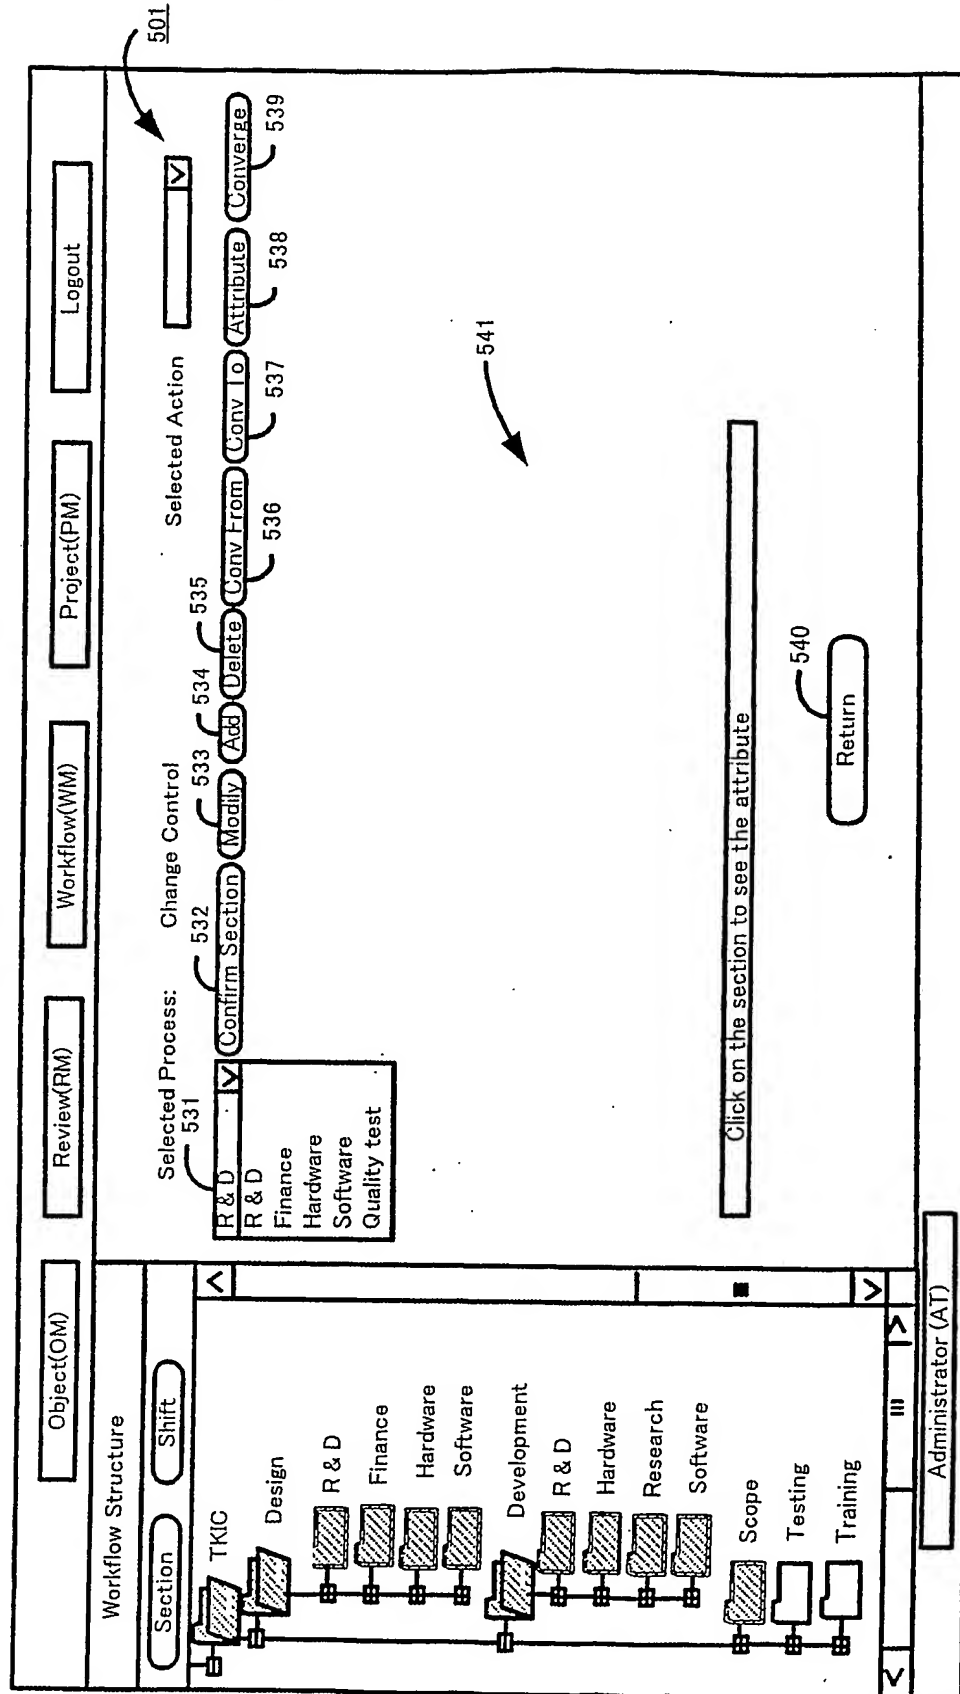 501
Object(OM)
Review(RM)
Workflow(WM)
Project(PM)
Logout
Workflow Structure
Section
Shift
TKIC
Design
R & D
Finance
Hardware
Software
Development
R & D
Hardware
Research
Software
Scope
Testing
Training
Selected Process:
Change Control
Selected Action
531
532
533
534
535
R & D
Confirm Section
Modily
Add
Delete
Conv From
Conv To
Attribute
Converge
536
537
538
539
R & D
Finance
Hardware
Software
Quality test
541
Click on the section to see the attribute
540
Return
Administrator (AT)